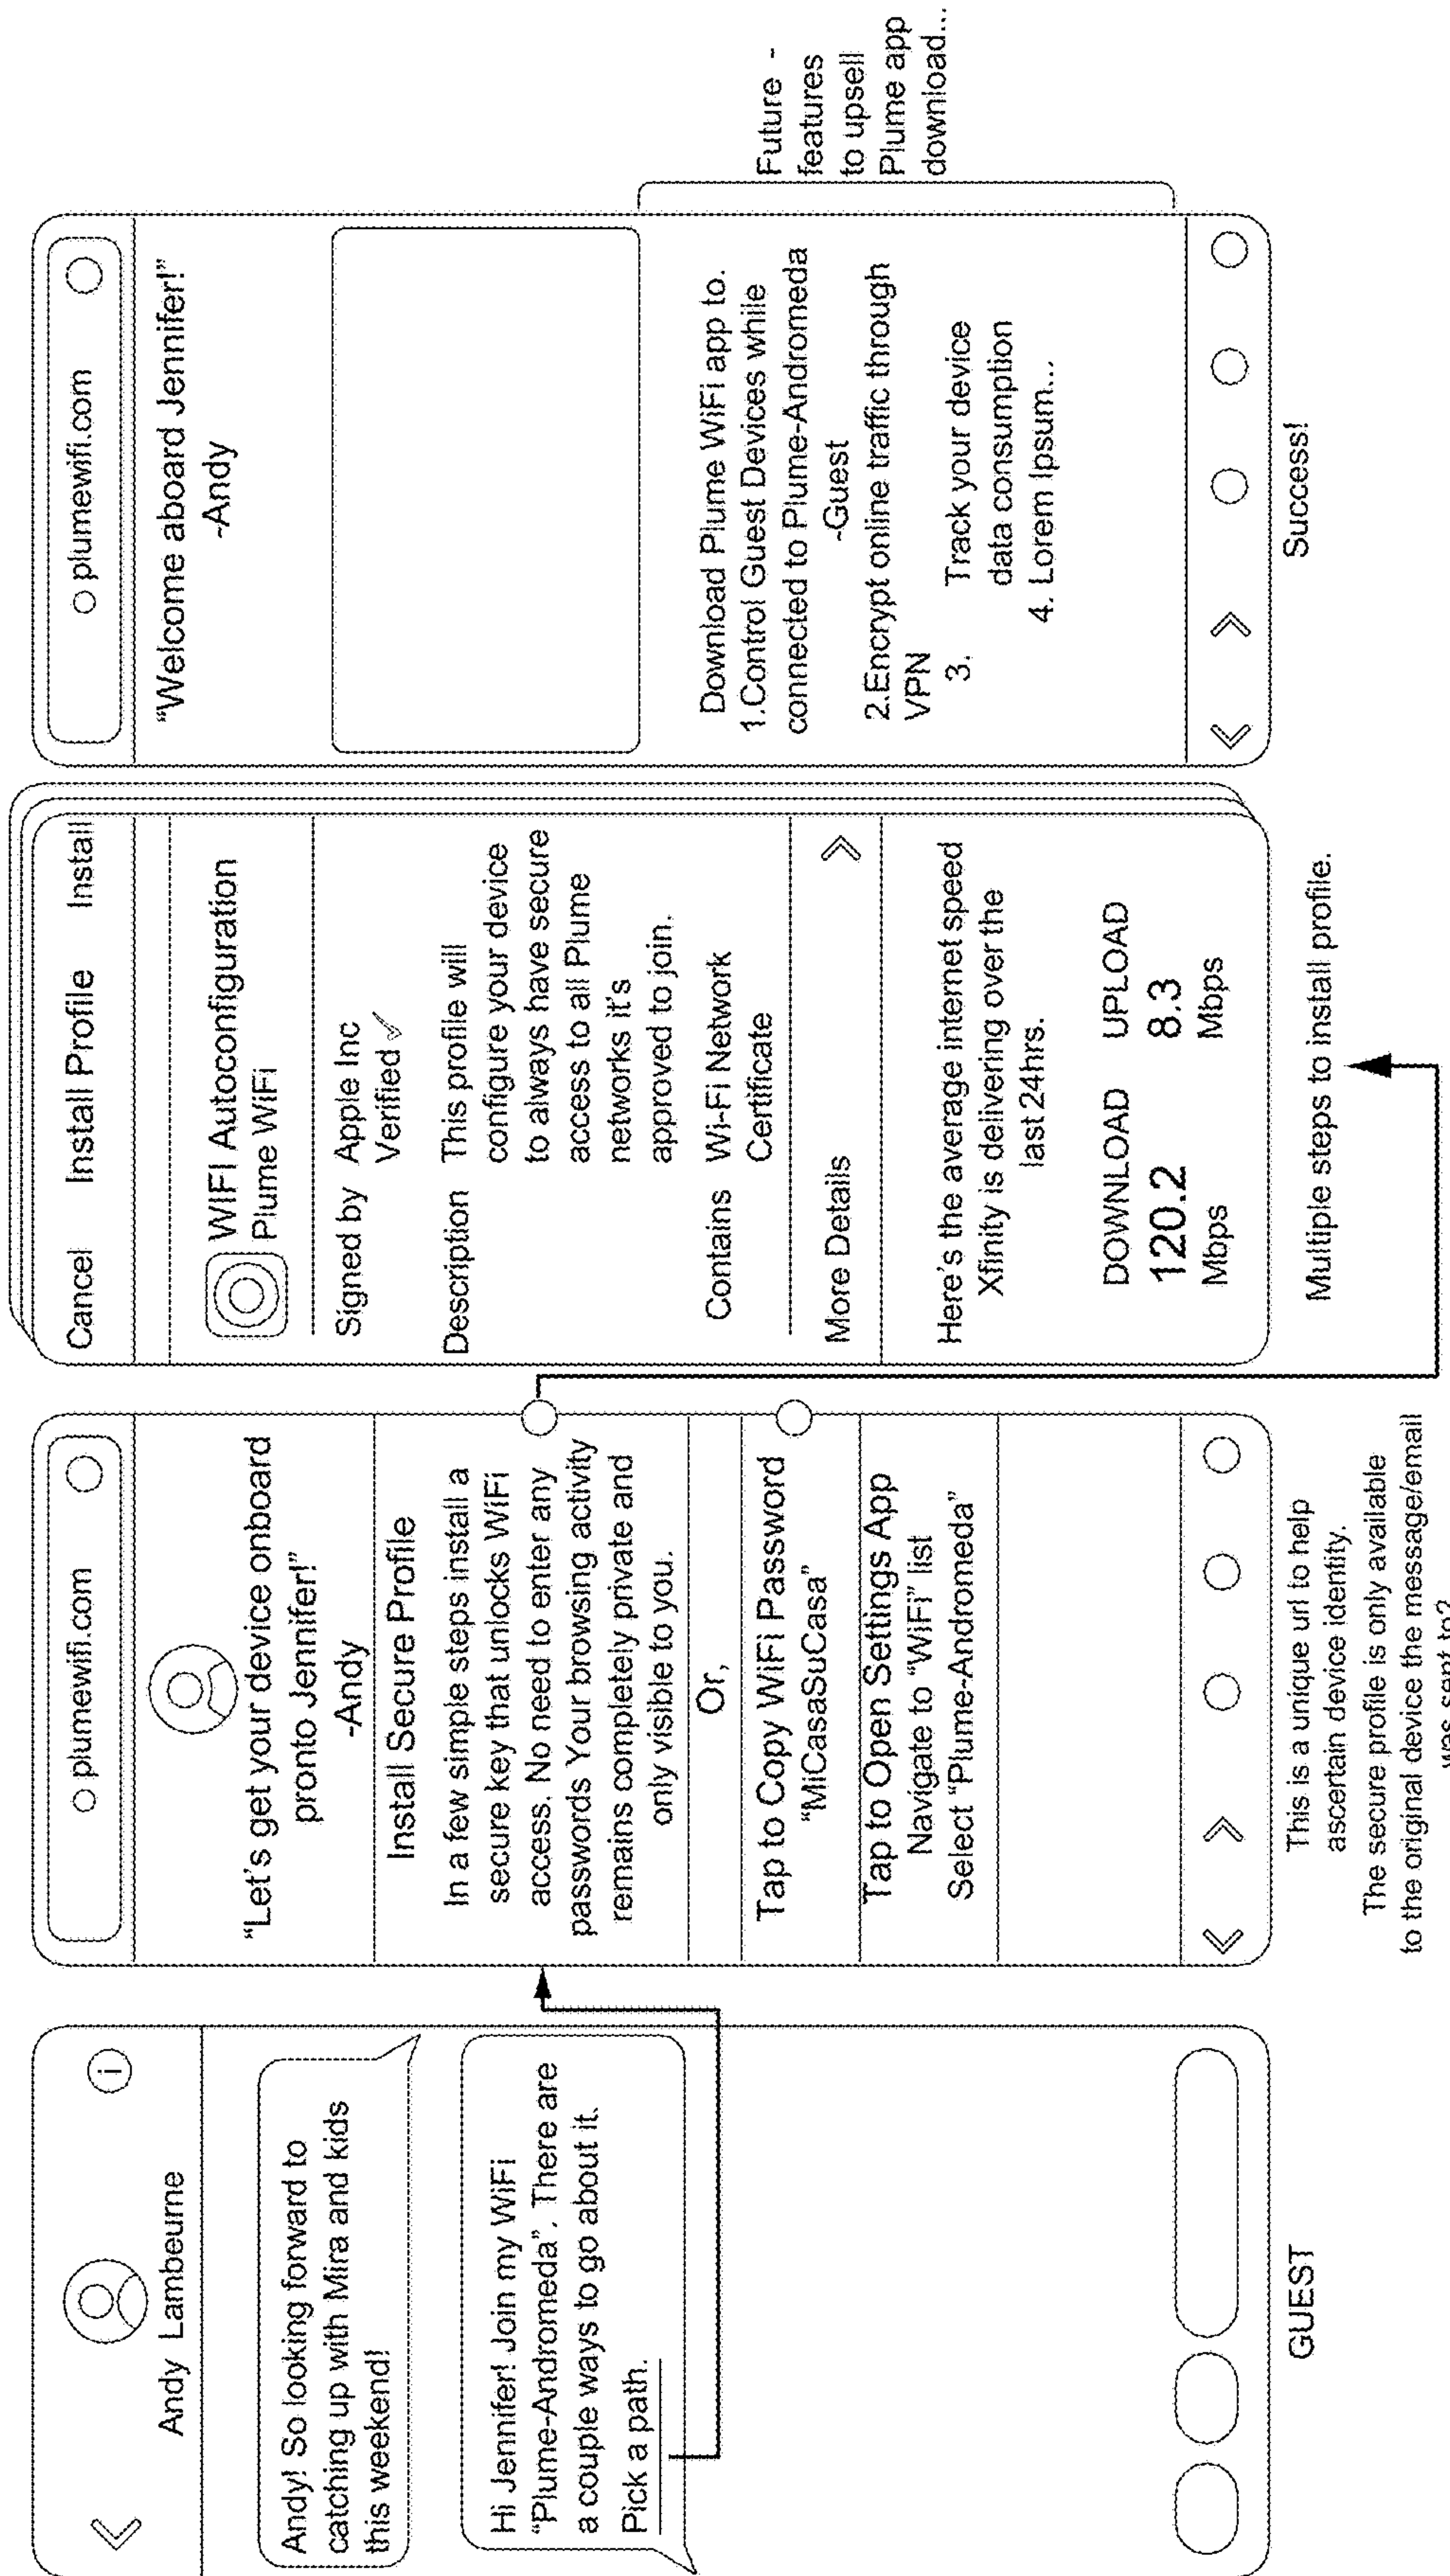 Andy Lambeurne
i
Andy! So looking forward to
catching up with Mira and kids
this weekend!
Hi Jennifer! Join my WiFi
“Plume-Andromeda”. There are
a couple ways to go about it.
Pick a path.
GUEST
plumewifi.com
“Let's get your device onboard
pronto Jennifer!”
-Andy
Install Secure Profile
In a few simple steps install a
secure key that unlocks WiFi
access. No need to enter any
passwords Your browsing activity
remains completely private and
only visible to you.
Or,
Tap to Copy WiFi Password
“MiCasaSuCasa”
Tap to Open Settings App
Navigate to “WiFi” list
Select “Plume-Andromeda”
This is a unique url to help
ascertain device identity.
The secure profile is only available
to the original device the message/email
was sent to?
Cancel Install Profile Install
WIFI Autoconfiguration
Plume WiFi
Signed by Apple Inc
Verified ✓
Description This profile will
configure your device
to always have secure
access to all Plume
networks it's
approved to join.
Contains Wi-Fi Network
Certificate
More Details
Here's the average internet speed
Xfinity is delivering over the
last 24hrs.
DOWNLOAD UPLOAD
120.2 8.3
Mbps Mbps
Multiple steps to install profile.
plumewifi.com
“Welcome aboard Jennifer!”
-Andy
Download Plume WiFi app to.
1.Control Guest Devices while
connected to Plume-Andromeda
-Guest
2.Encrypt online traffic through
VPN
3. Track your device
data consumption
4. Lorem Ipsum...
Success!
Future -
features
to upsell
Plume app
download...